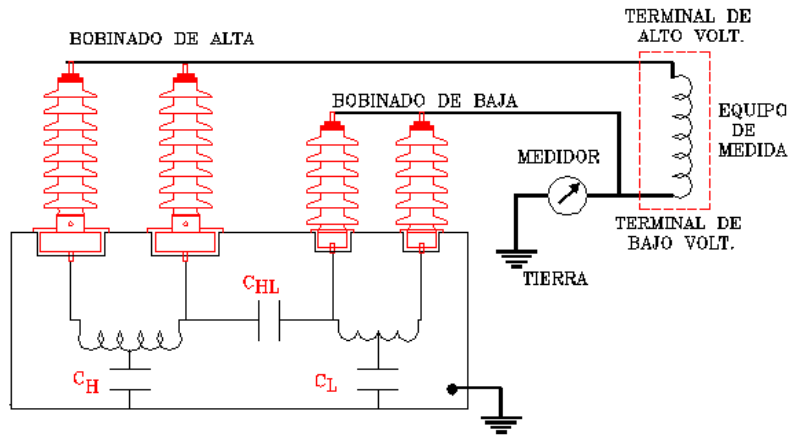 TERMINAL DE
ALTO VOLT.
BOBINADO DE ALTA
BOBINADO DE BAJA
EQUIPO
DE
MEDIDA
MEDIDOR
TERMINAL DE
BAJO VOLT.
TIERRA
CHL
CH
CL